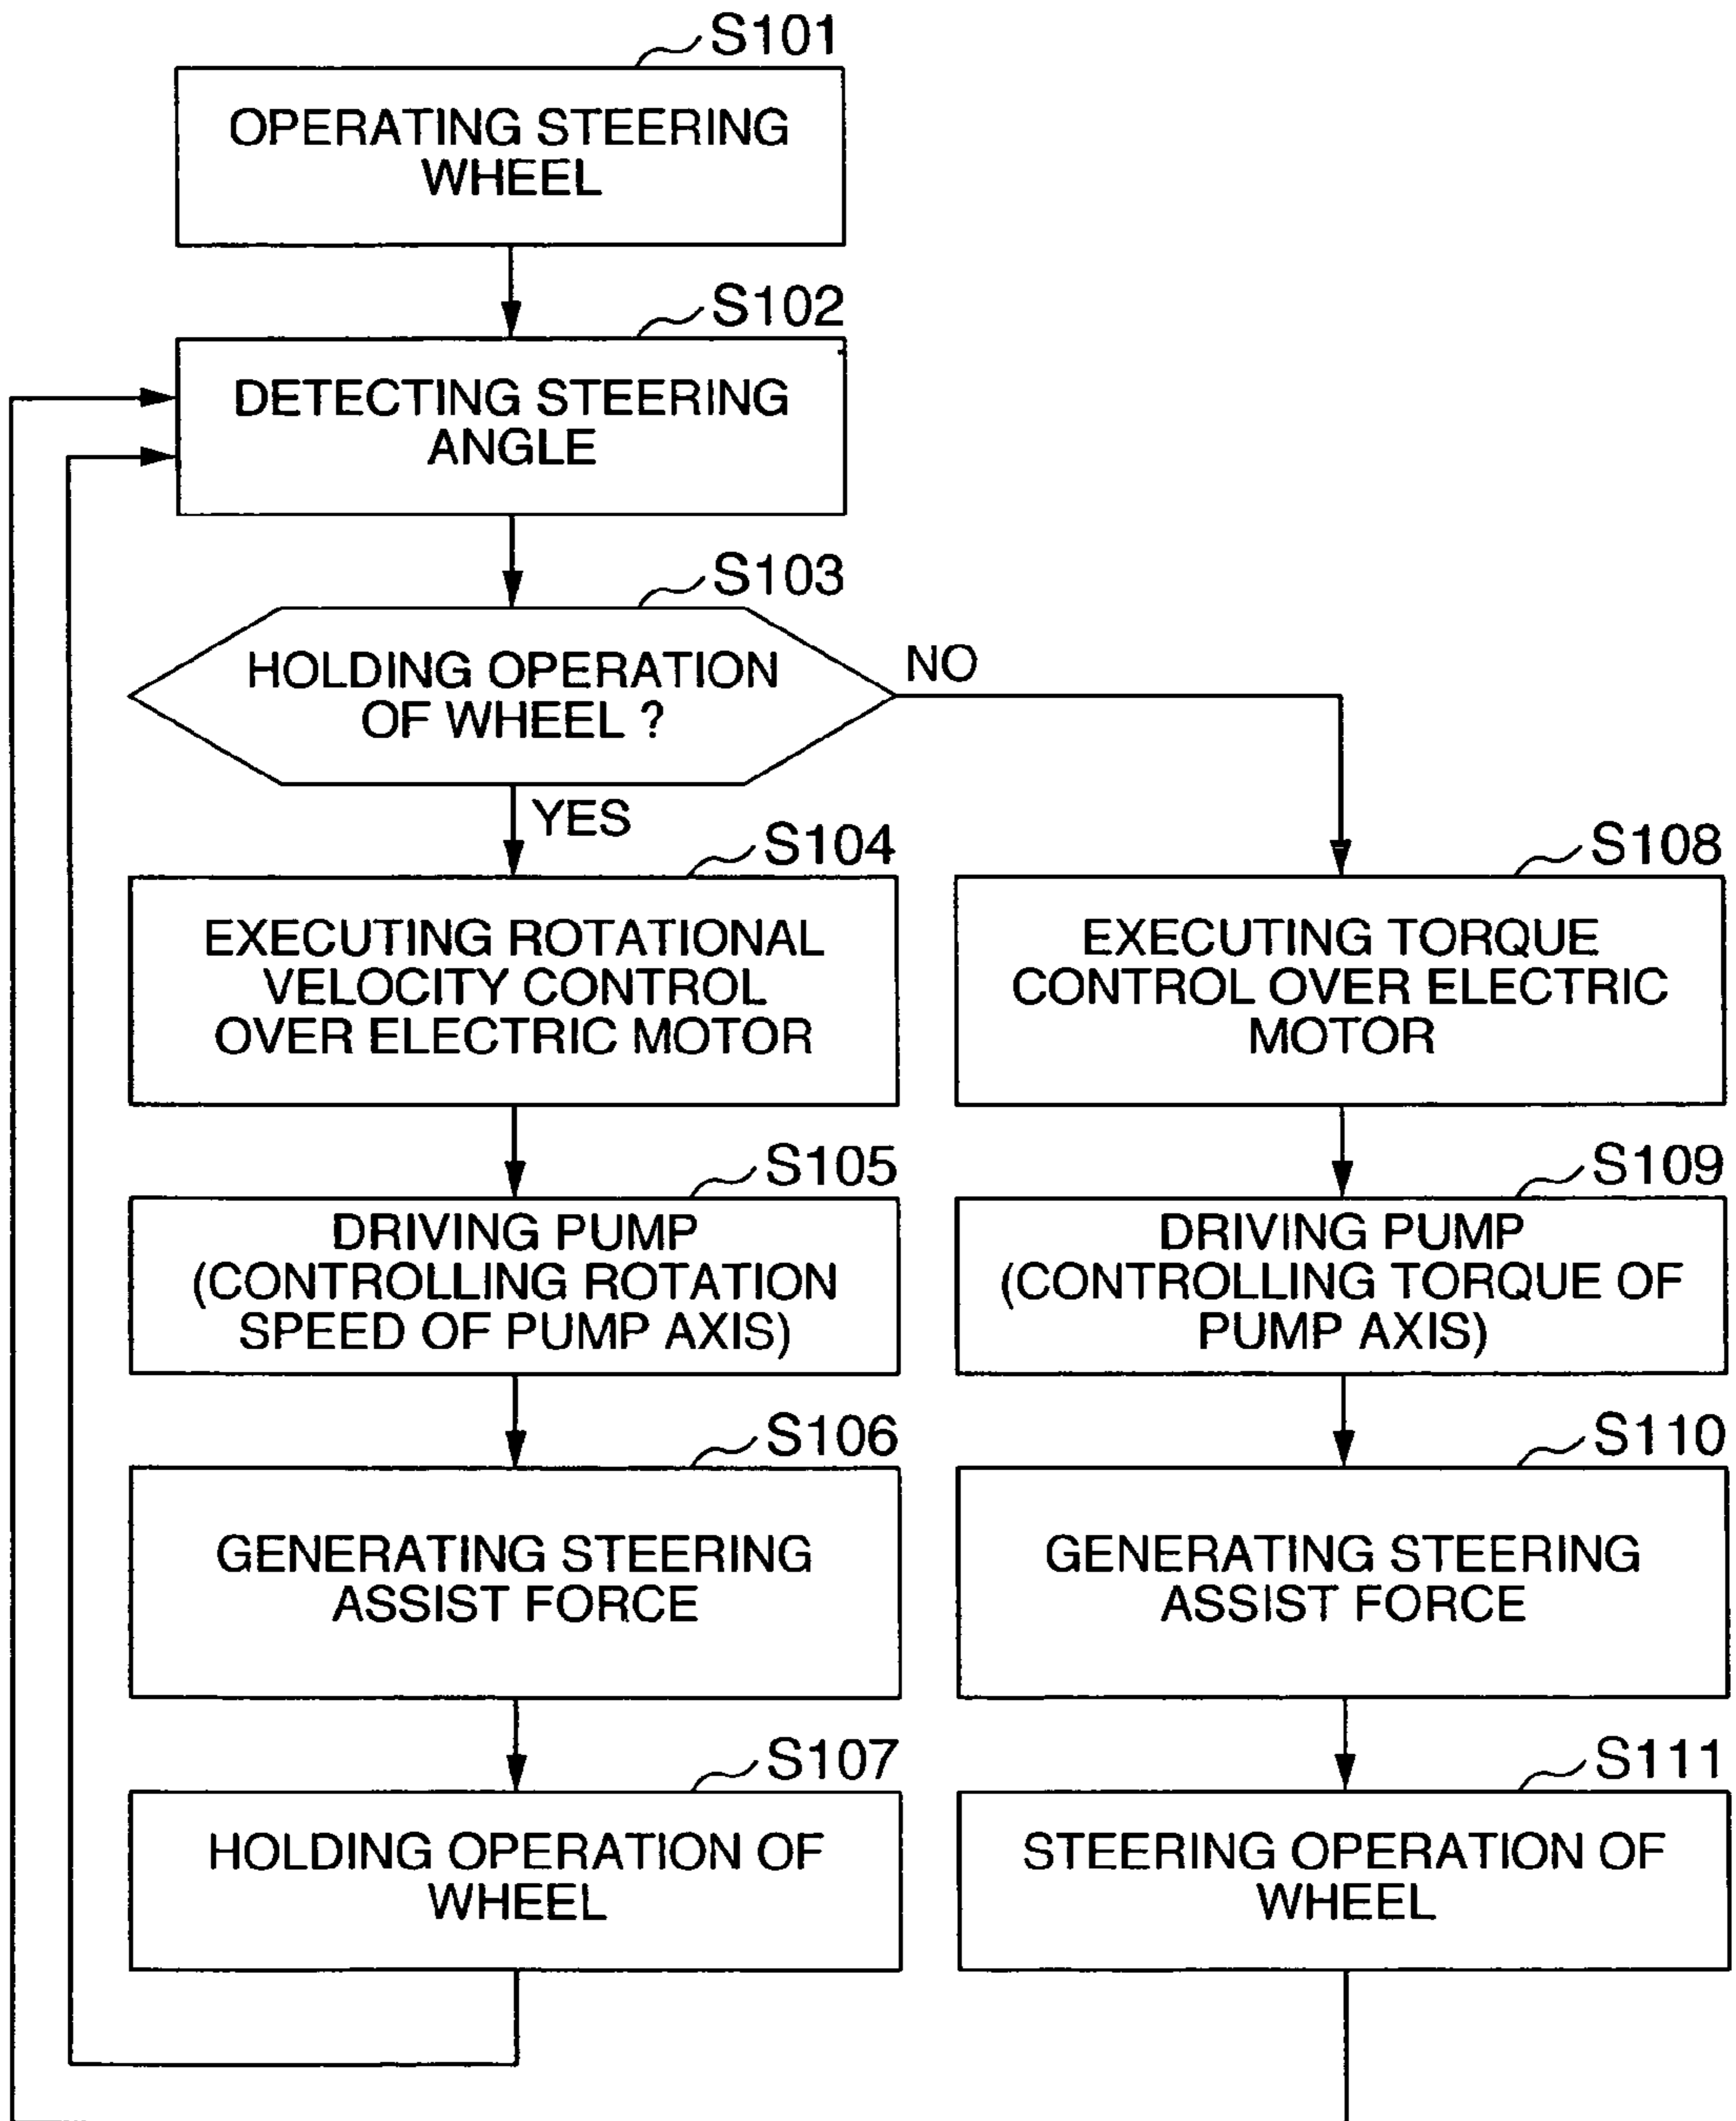 S101
OPERATING STEERING
WHEEL
S102
DETECTING STEERING
ANGLE
S103
HOLDING OPERATION
OF WHEEL ?
NO
YES
S104
EXECUTING ROTATIONAL
VELOCITY CONTROL
OVER ELECTRIC MOTOR
S105
DRIVING PUMP
(CONTROLLING ROTATION
SPEED OF PUMP AXIS)
S106
GENERATING STEERING
ASSIST FORCE
S107
HOLDING OPERATION OF
WHEEL
S108
EXECUTING TORQUE
CONTROL OVER ELECTRIC
MOTOR
S109
DRIVING PUMP
(CONTROLLING TORQUE OF
PUMP AXIS)
S110
GENERATING STEERING
ASSIST FORCE
S111
STEERING OPERATION OF
WHEEL